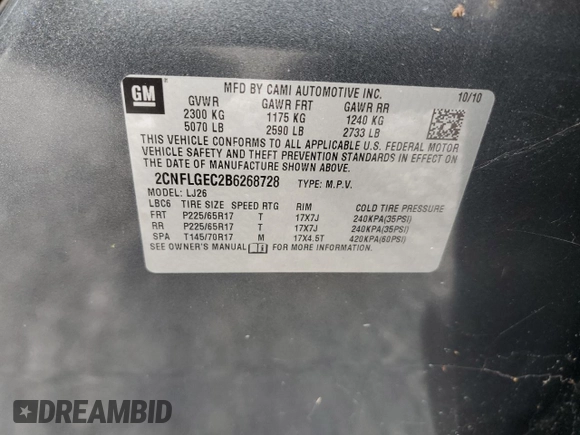 GM
MFD BY CAMI AUTOMOTIVE INC. 10/10
GVWR GAWR FRT GAWR RR
2300 KG 1175 KG 1240 KG
5070 LB 2590 LB 2733 LB
THIS VEHICLE CONFORMS TO ALL APPLICABLE U.S. FEDERAL MOTOR
VEHICLE SAFETY AND THEFT PREVENTION STANDARDS IN EFFECT ON
THE DATE OF MANUFACTURE SHOWN ABOVE.
2CNFLGEC2B6268728 TYPE: M.P.V.
MODEL: LJ26
LBC6 TIRE SIZE SPEED RTG RIM COLD TIRE PRESSURE
FRT P225/65R17 T 17X7J 240KPA(35PSI)
RR P225/65R17 T 17X7J 240KPA(35PSI)
SPA T145/70R17 M 17X4.5T 420KPA(60PSI)
SEE OWNER'S MANUAL FOR MORE INFORMATION.
DREAMBID